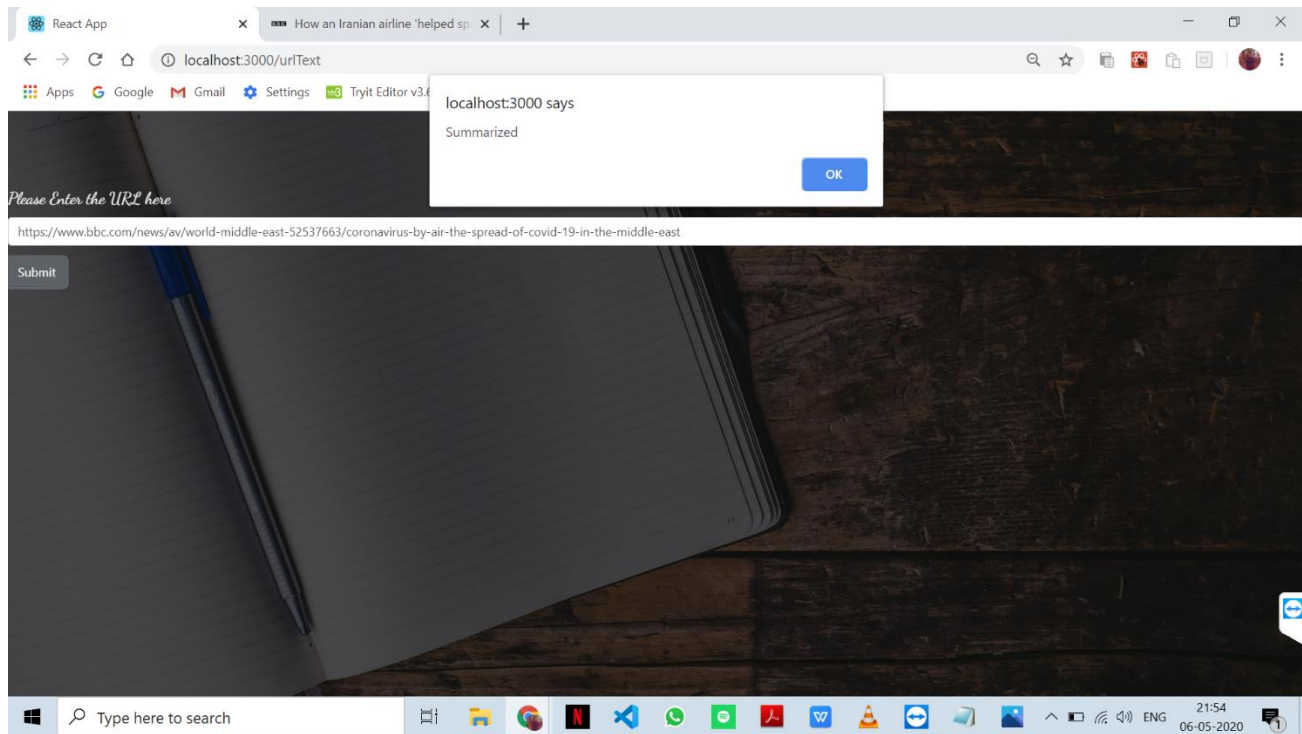 React App
BBC How an Iranian airline 'helped sp
localhost:3000/urlText
Apps Google Gmail Settings Tryit Editor v3.6
localhost:3000 says
Summarized
OK
Please Enter the URL here
https://www.bbc.com/news/av/world-middle-east-52537663/coronavirus-by-air-the-spread-of-covid-19-in-the-middle-east
Submit
Type here to search
ENG
21:54
06-05-2020
1